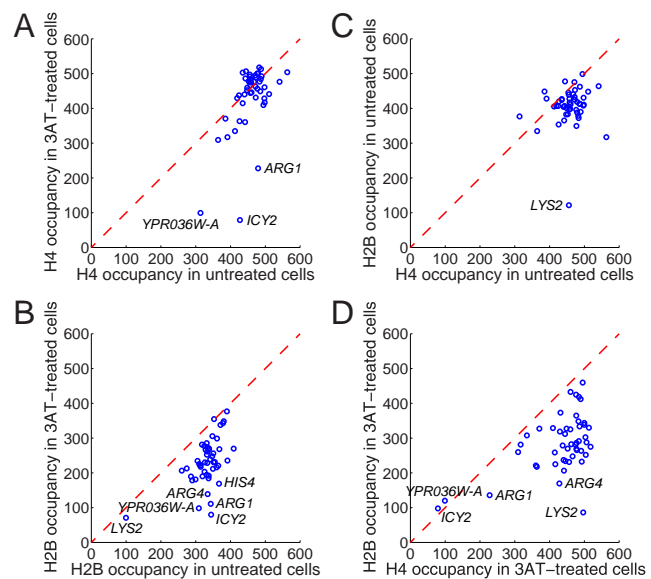 A
H4 occupancy in 3AT−treated cells
600
500
400
300
200
100
0
0 100 200 300 400 500 600
H4 occupancy in untreated cells
ARG1
YPR036W-A
ICY2
C
H2B occupancy in untreated cells
600
500
400
300
200
100
0
0 100 200 300 400 500 600
H4 occupancy in untreated cells
LYS2
B
H2B occupancy in 3AT−treated cells
600
500
400
300
200
100
0
0 100 200 300 400 500 600
H2B occupancy in untreated cells
HIS4
ARG4
YPR036W-A
ARG1
LYS2
ICY2
D
H2B occupancy in 3AT−treated cells
600
500
400
300
200
100
0
0 100 200 300 400 500 600
H4 occupancy in 3AT−treated cells
YPR036W-A
ARG1
ARG4
ICY2
LYS2